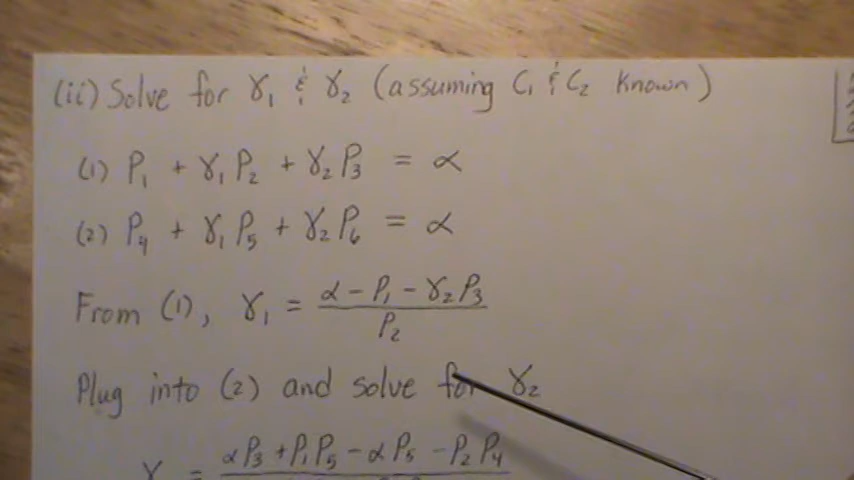 (ii) Solve for γ₁ & γ₂ (assuming C₁ & C₂ known)
(1) P₁ + γ₁P₂ + γ₂P₃ = α
(2) P₄ + γ₁P₅ + γ₂P₆ = α
From (1), γ₁ = (α - P₁ - γ₂P₃) / P₂
Plug into (2) and solve for γ₂
γ = αP₃ + P₁P₅ - αP₅ - P₂P₄